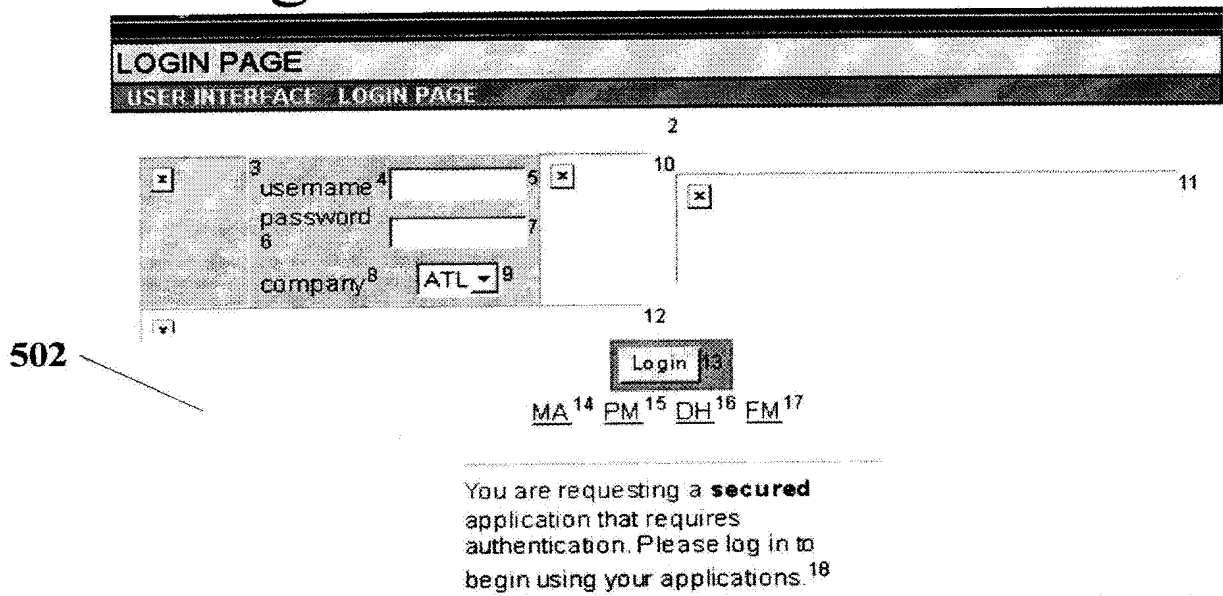 LOGIN PAGE
USER INTERFACE LOGIN PAGE
2
3 username 4 5 10 11
password
6 7
company 8 ATL 9
12
502
Login 13
MA 14 PM 15 DH 16 FM 17
You are requesting a secured
application that requires
authentication. Please log in to
begin using your applications. 18